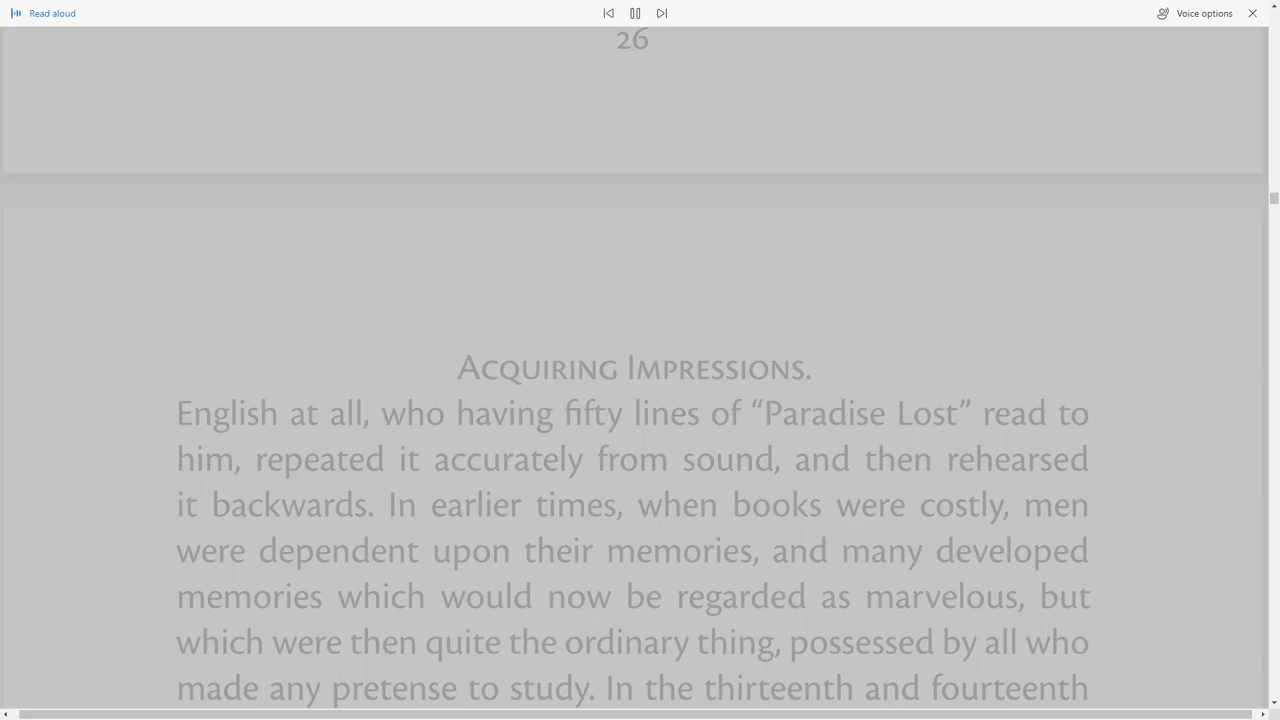 Read aloud
Voice options
26
Acquiring Impressions.
English at all, who having fifty lines of “Paradise Lost” read to
him, repeated it accurately from sound, and then rehearsed
it backwards. In earlier times, when books were costly, men
were dependent upon their memories, and many developed
memories which would now be regarded as marvelous, but
which were then quite the ordinary thing, possessed by all who
made any pretense to study. In the thirteenth and fourteenth